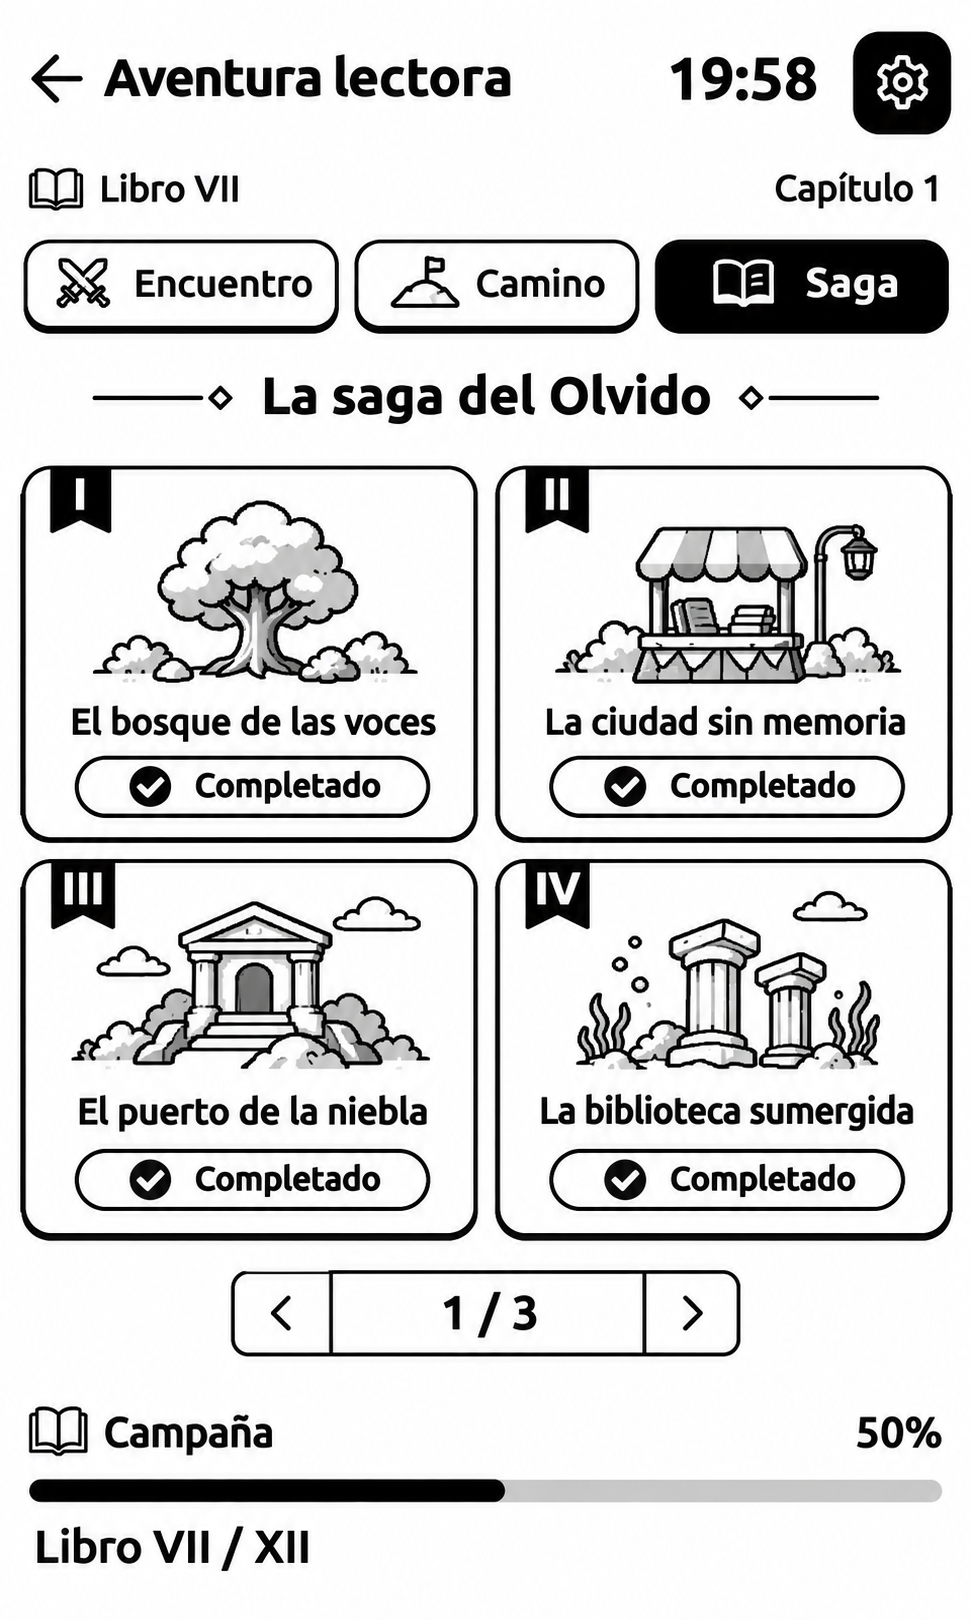 Aventura lectora 19:58
Libro VII Capítulo 1
Encuentro Camino Saga
La saga del Olvido
I
El bosque de las voces
Completado
II
La ciudad sin memoria
Completado
III
El puerto de la niebla
Completado
IV
La biblioteca sumergida
Completado
1 / 3
Campaña 50%
Libro VII / XII